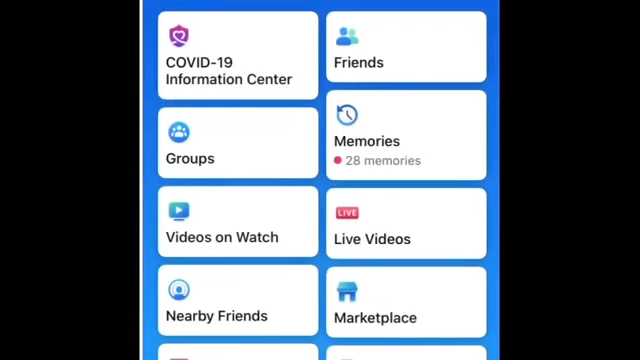 COVID-19
Information Center
Friends
Groups
Memories
28 memories
Videos on Watch
LIVE
Live Videos
Nearby Friends
Marketplace